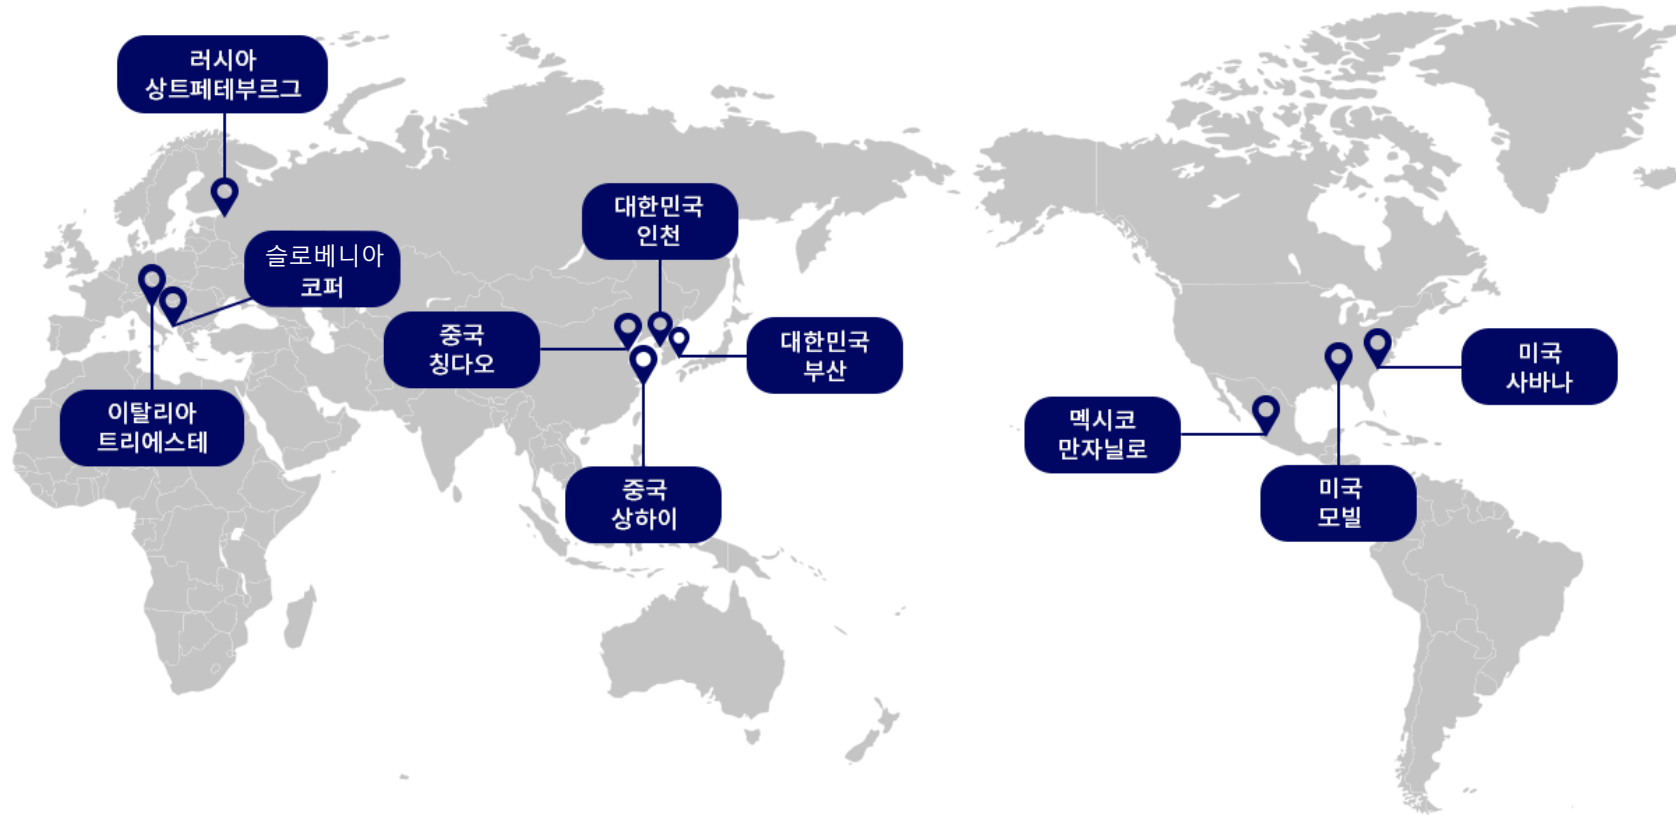 러시아
상트페테부르그
슬로베니아
코퍼
이탈리아
트리에스테
대한민국
인천
중국
칭다오
대한민국
부산
중국
상하이
멕시코
만자닐로
미국
사바나
미국
모빌